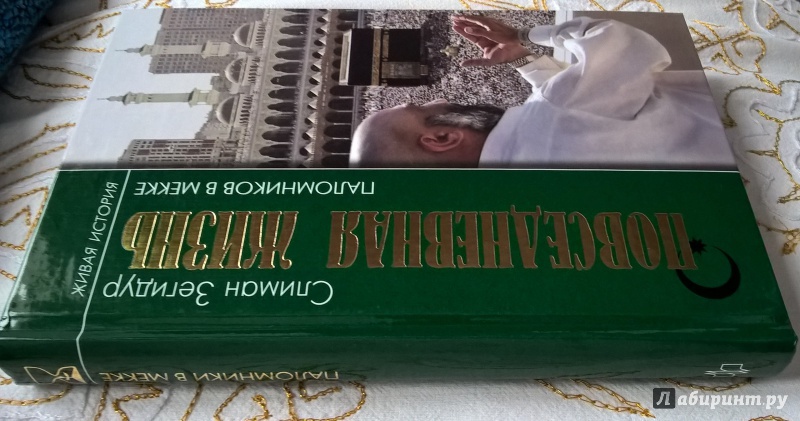 Слиман Зегидур
ПОВСЕДНЕВНАЯ ЖИЗНЬ
ПАЛОМНИКОВ В МЕККЕ
ЖИВАЯ ИСТОРИЯ
ПАЛОМНИКИ В МЕККЕ
Лабиринт.ру